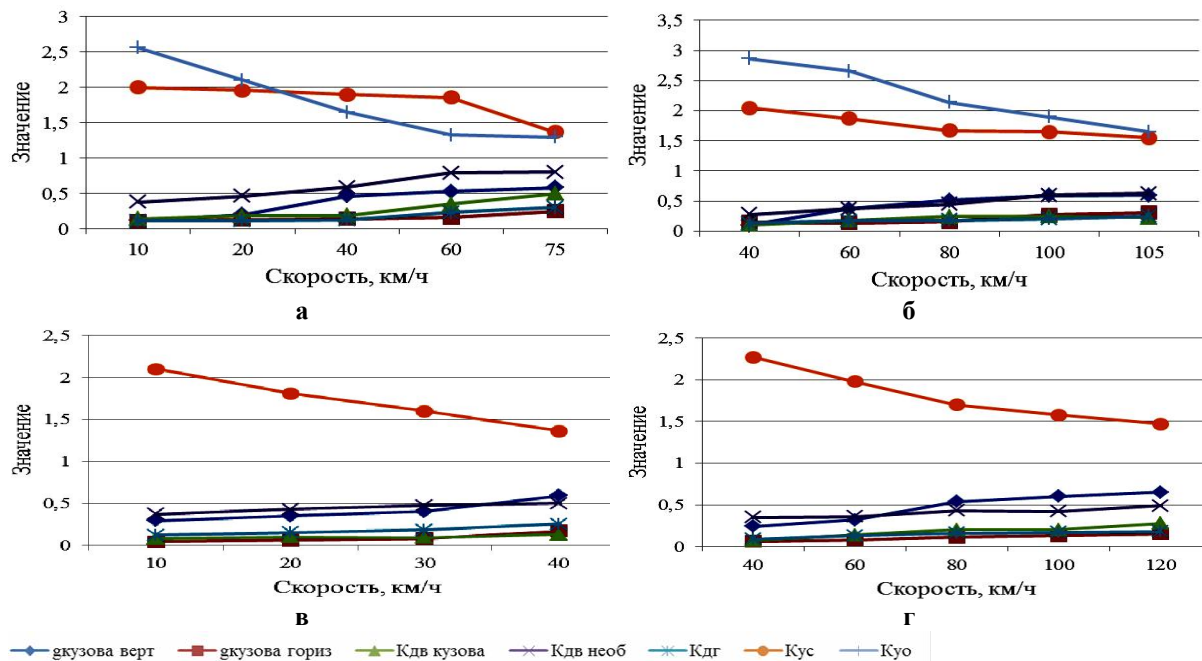 3
2,5
2
1,5
1
0,5
0
Значение
10 20 40 60 75
Скорость, км/ч
а
3,5
3
2,5
2
1,5
1
0,5
0
Значение
40 60 80 100 105
Скорость, км/ч
б
2,5
2
1,5
1
0,5
0
Значение
10 20 30 40
Скорость, км/ч
в
2,5
2
1,5
1
0,5
0
Значение
40 60 80 100 120
Скорость, км/ч
г
gкузова верт gкузова гориз Кдв кузова Кдв необ Кдг Кус Куо